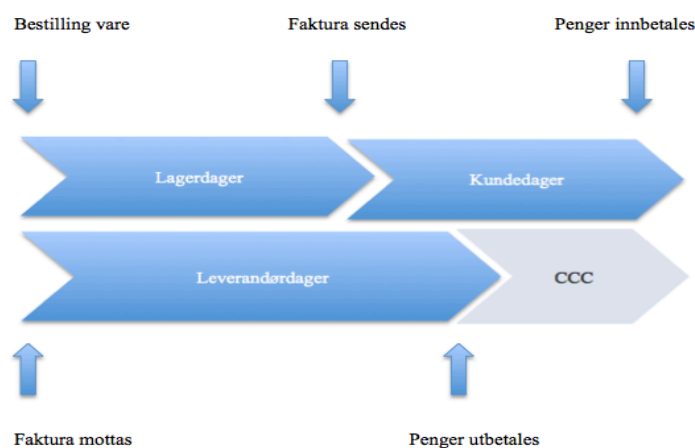 Bestilling vare
Faktura sendes
Penger innbetales
Lagerdager
Kundedager
Leverandørdager
CCC
Faktura mottas
Penger utbetales